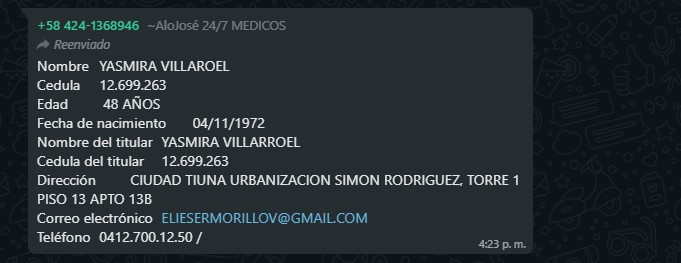 +58 424-1368946 ~AloJosé 24/7 MEDICOS
Reenviado
Nombre YASMIRA VILLAROEL
Cedula 12.699.263
Edad 48 AÑOS
Fecha de nacimiento 04/11/1972
Nombre del titular YASMIRA VILLARROEL
Cedula del titular 12.699.263
Dirección CIUDAD TIUNA URBANIZACION SIMON RODRIGUEZ, TORRE 1
PISO 13 APTO 13B
Correo electrónico ELIESERMORILLOV@GMAIL.COM
Teléfono 0412.700.12.50 /
4:23 p. m.